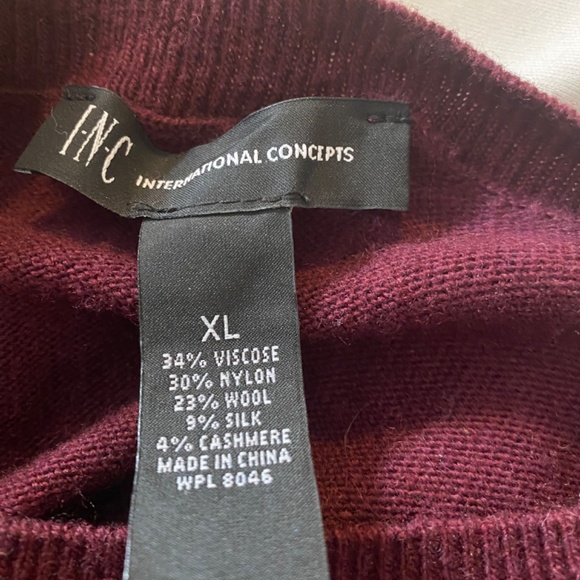 I·N·C INTERNATIONAL CONCEPTS
XL
34% VISCOSE
30% NYLON
23% WOOL
9% SILK
4% CASHMERE
MADE IN CHINA
WPL 8046